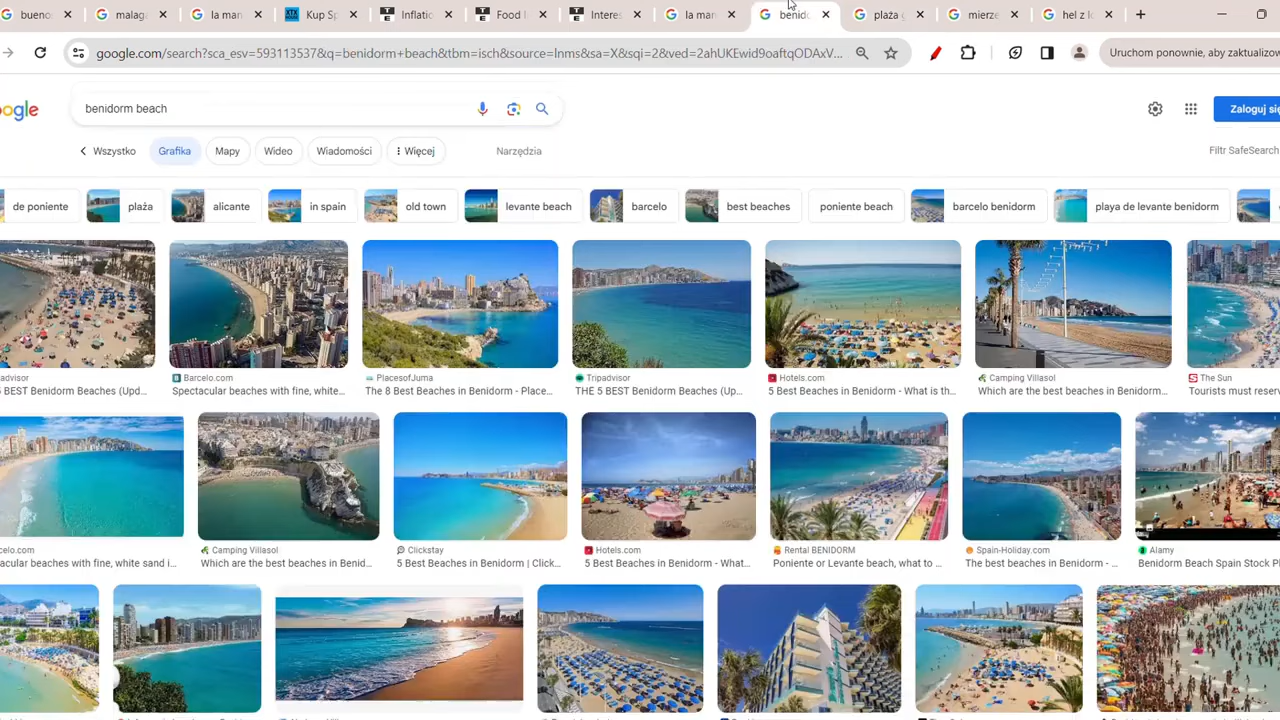 bueno
malaga
la man
Kup Sp
Inflatio
Food I
Interes
la man
benido
plaża g
mierze
hel z lo
google.com/search?sca_esv=593113537&q=benidorm+beach&tbm=isch&source=lnms&sa=X&sqi=2&ved=2ahUKEwid9oaftqODAxV...
Uruchom ponownie, aby zaktualizow
ogle
benidorm beach
Zaloguj się
Wszystko
Grafika
Mapy
Wideo
Wiadomości
Więcej
Narzędzia
Filtr SafeSearch
de poniente
plaża
alicante
in spain
old town
levante beach
barcelo
best beaches
poniente beach
barcelo benidorm
playa de levante benidorm
advisor
Barcelo.com
PlacesofJuma
Tripadvisor
Hotels.com
Camping Villasol
The Sun
5 BEST Benidorm Beaches (Upd...
Spectacular beaches with fine, white...
The 8 Best Beaches in Benidorm - Place...
THE 5 BEST Benidorm Beaches (Up...
5 Best Beaches in Benidorm - What is th...
Which are the best beaches in Benidorm...
Tourists must reser
celo.com
Camping Villasol
Clickstay
Hotels.com
Rental BENIDORM
Spain-Holiday.com
Alamy
acular beaches with fine, white sand i...
Which are the best beaches in Benid...
5 Best Beaches in Benidorm | Click...
5 Best Beaches in Benidorm - What...
Poniente or Levante beach, what to ...
The best beaches in Benidorm - ...
Benidorm Beach Spain Stock Ph